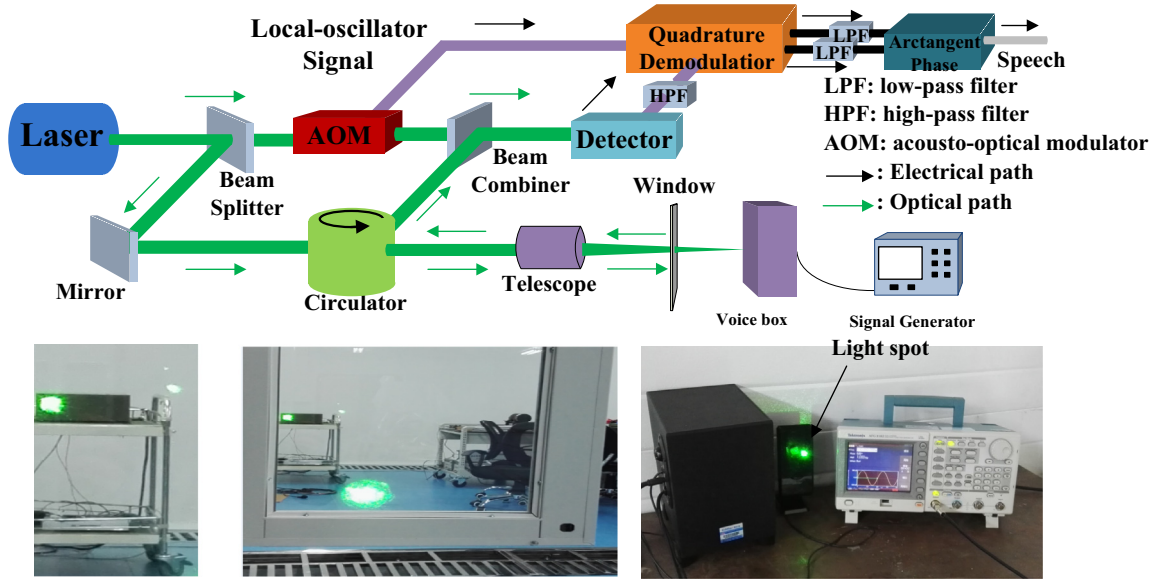 Local-oscillator
Signal
Quadrature
Demodulatior
LPF
LPF
Arctangent
Phase
Speech
HPF
LPF: low-pass filter
HPF: high-pass filter
AOM: acousto-optical modulator
: Electrical path
: Optical path
Laser
AOM
Detector
Beam
Splitter
Beam
Combiner
Window
Mirror
Circulator
Telescope
Voice box
Signal Generator
Light spot
Tektronix